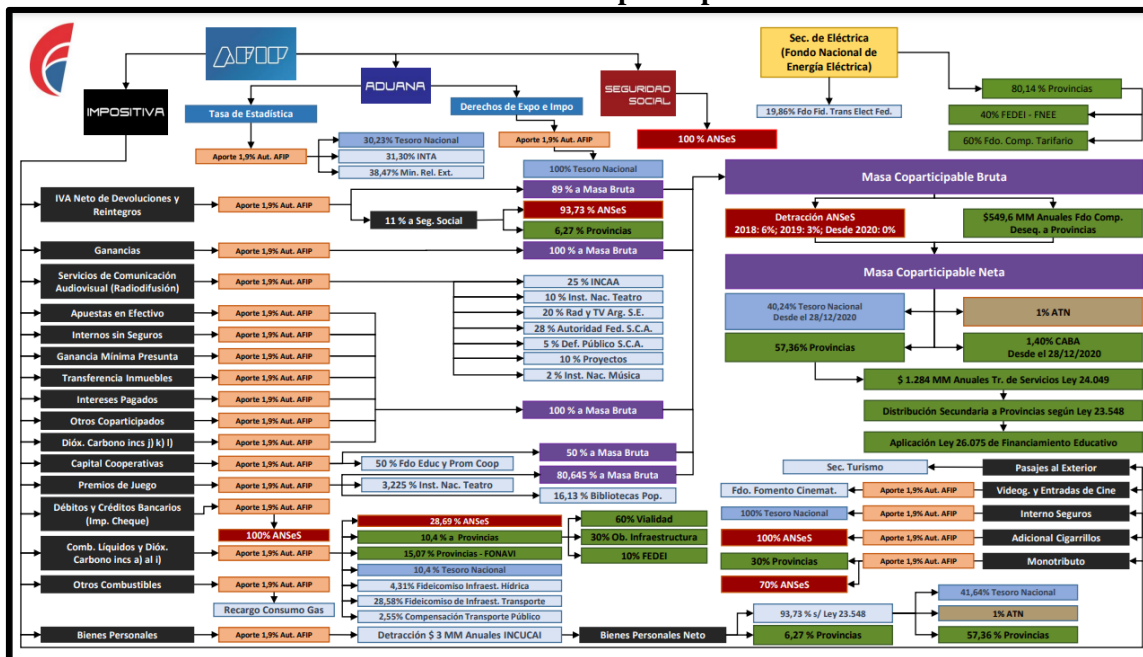 AFIP
Sec. de Eléctrica
(Fondo Nacional de
Energía Eléctrica)
ADUANA
IMPOSITIVA
SEGURIDAD
SOCIAL
80,14 % Provincias
Tasa de Estadística
Derechos de Expo e Impo
19,86% Fdo Fid. Trans Elect Fed.
40% FEDEI - FNEE
60% Fdo. Comp. Tarifario
100 % ANSeS
Aporte 1,9% Aut. AFIP
30,23% Tesoro Nacional
31,30% INTA
38,47% Min. Rel. Ext.
Aporte 1,9% Aut. AFIP
100% Tesoro Nacional
IVA Neto de Devoluciones y
Reintegros
Aporte 1,9% Aut. AFIP
89 % a Masa Bruta
11 % a Seg. Social
93,73 % ANSeS
6,27 % Provincias
Ganancias
Aporte 1,9% Aut. AFIP
100 % a Masa Bruta
Servicios de Comunicación
Audiovisual (Radiodifusión)
Aporte 1,9% Aut. AFIP
25 % INCAA
10 % Inst. Nac. Teatro
20 % Rad y TV Arg. S.E.
28 % Autoridad Fed. S.C.A.
5 % Def. Público S.C.A.
10 % Proyectos
2 % Inst. Nac. Música
Apuestas en Efectivo
Aporte 1,9% Aut. AFIP
Internos sin Seguros
Aporte 1,9% Aut. AFIP
Ganancia Mínima Presunta
Aporte 1,9% Aut. AFIP
Transferencia Inmuebles
Aporte 1,9% Aut. AFIP
Intereses Pagados
Aporte 1,9% Aut. AFIP
Otros Coparticipados
Aporte 1,9% Aut. AFIP
Dióx. Carbono incs j) k) l)
Aporte 1,9% Aut. AFIP
100 % a Masa Bruta
Capital Cooperativas
Aporte 1,9% Aut. AFIP
50 % Fdo Educ y Prom Coop
50 % a Masa Bruta
Premios de Juego
Aporte 1,9% Aut. AFIP
3,225 % Inst. Nac. Teatro
80,645 % a Masa Bruta
16,13 % Bibliotecas Pop.
Débitos y Créditos Bancarios
(Imp. Cheque)
Aporte 1,9% Aut. AFIP
100% ANSeS
Comb. Líquidos y Dióx.
Carbono incs a) al i)
Aporte 1,9% Aut. AFIP
28,69 % ANSeS
10,4 % a Provincias
15,07 % Provincias - FONAVI
10,4 % Tesoro Nacional
4,31% Fideicomiso Infraest. Hídrica
28,58% Fideicomiso de Infraest. Transporte
2,55% Compensación Transporte Público
60% Vialidad
30% Ob. Infraestructura
10% FEDEI
Otros Combustibles
Aporte 1,9% Aut. AFIP
Recargo Consumo Gas
Bienes Personales
Aporte 1,9% Aut. AFIP
Detracción $ 3 MM Anuales INCUCAI
Bienes Personales Neto
93,73 % s/ Ley 23.548
6,27 % Provincias
41,64% Tesoro Nacional
1% ATN
57,36 % Provincias
Masa Coparticipable Bruta
Detracción ANSeS
2018: 6%; 2019: 3%; Desde 2020: 0%
$549,6 MM Anuales Fdo Comp.
Deseq. a Provincias
Masa Coparticipable Neta
40,24% Tesoro Nacional
Desde el 28/12/2020
1% ATN
57,36% Provincias
1,40% CABA
Desde el 28/12/2020
$ 1.284 MM Anuales Tr. de Servicios Ley 24.049
Distribución Secundaria a Provincias según Ley 23.548
Aplicación Ley 26.075 de Financiamiento Educativo
Sec. Turismo
Pasajes al Exterior
Fdo. Fomento Cinemat.
Aporte 1,9% Aut. AFIP
Videog. y Entradas de Cine
100% Tesoro Nacional
Aporte 1,9% Aut. AFIP
Interno Seguros
100% ANSeS
Aporte 1,9% Aut. AFIP
Adicional Cigarrillos
30% Provincias
Aporte 1,9% Aut. AFIP
Monotributo
70% ANSeS